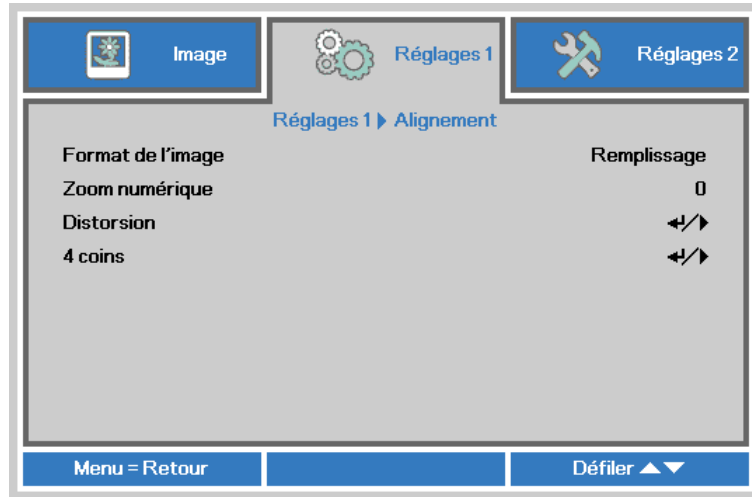 Image Réglages 1 Réglages 2
Réglages 1 ▶ Alignement
Format de l'image Remplissage
Zoom numérique 0
Distorsion ↵/▶
4 coins ↵/▶
Menu = Retour Défiler ▲▼